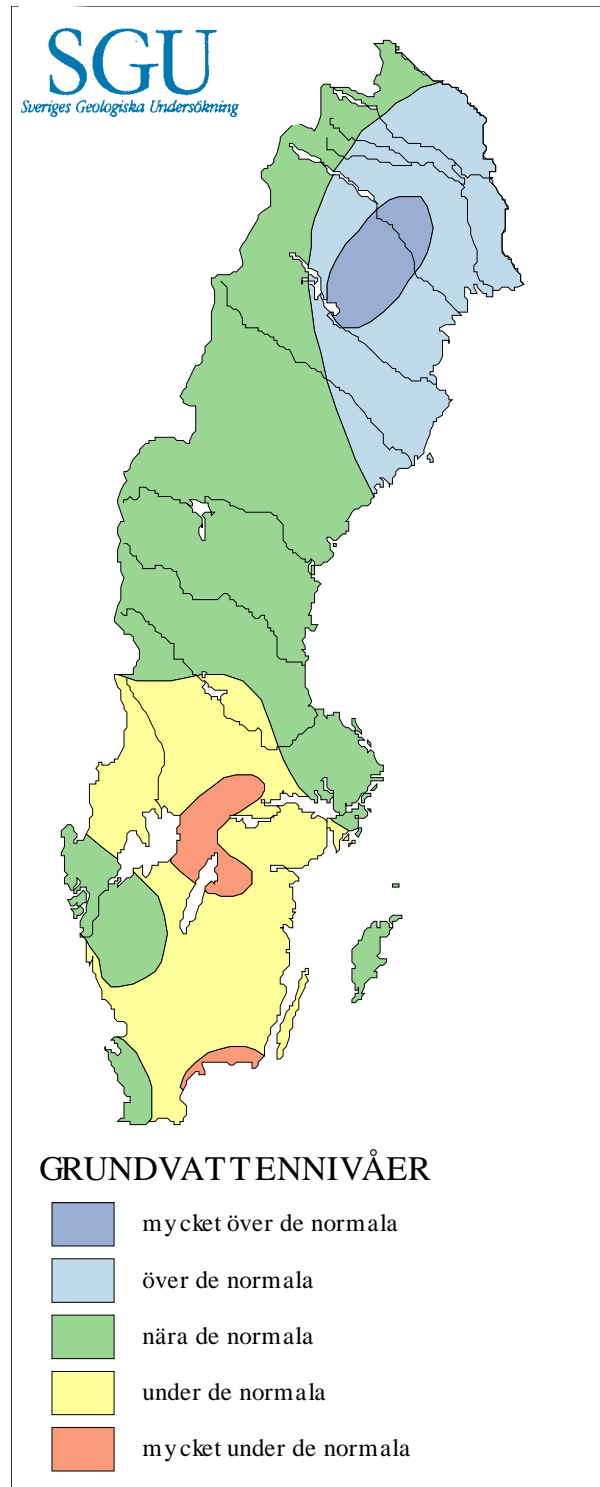 SGU
Sveriges Geologiska Undersökning
GRUNDVATTENNIVÅER
mycket över de normala
över de normala
nära de normala
under de normala
mycket under de normala